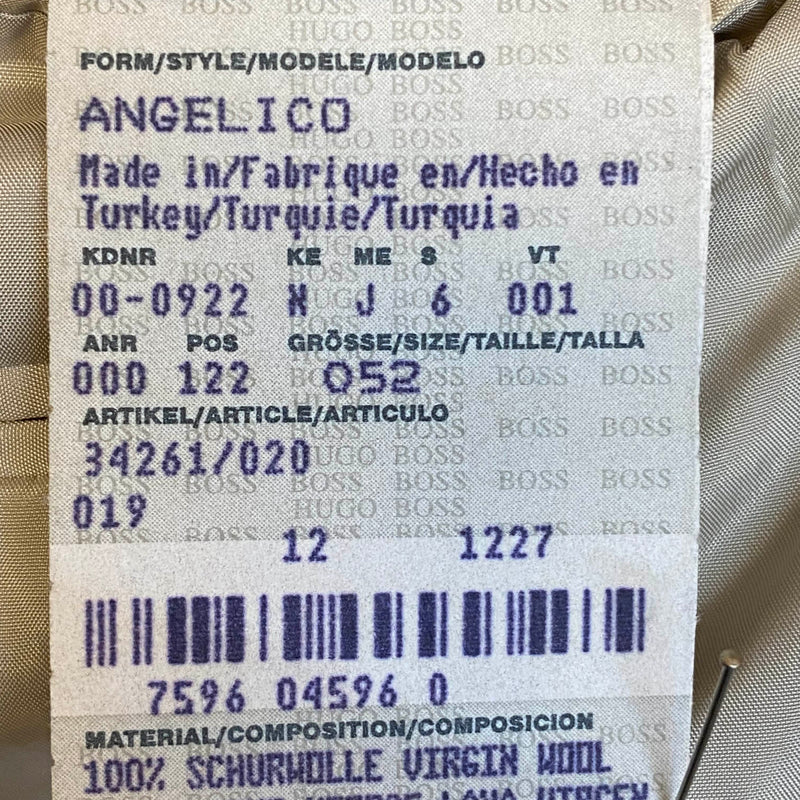 FORM/STYLE/MODELE/MODELO
ANGELICO
Made in/Fabrique en/Hecho en
Turkey/Turquie/Turquia
KDNR KE ME S VT
00-0922 N J 6 001
ANR POS GRÖSSE/SIZE/TAILLE/TALLA
000 122 052
ARTIKEL/ARTICLE/ARTICULO
34261/020
019
12 1227
7596 04596 0
MATERIAL/COMPOSITION/COMPOSICION
100% SCHURWOLLE VIRGIN WOOL